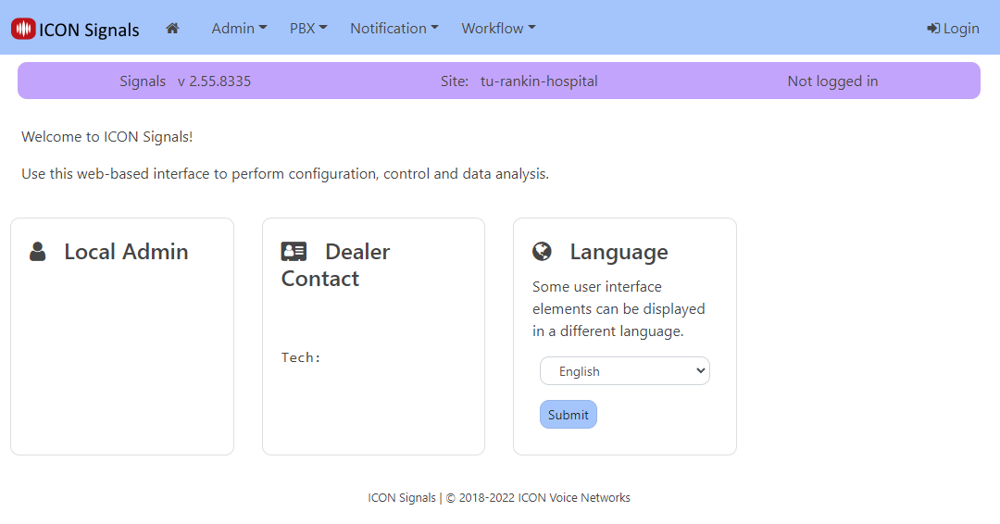 ICON Signals Admin PBX Notification Workflow Login
Signals v 2.55.8335 Site: tu-rankin-hospital Not logged in
Welcome to ICON Signals!
Use this web-based interface to perform configuration, control and data analysis.
Local Admin
Dealer
Contact
Tech:
Language
Some user interface
elements can be displayed
in a different language.
English
Submit
ICON Signals | © 2018-2022 ICON Voice Networks